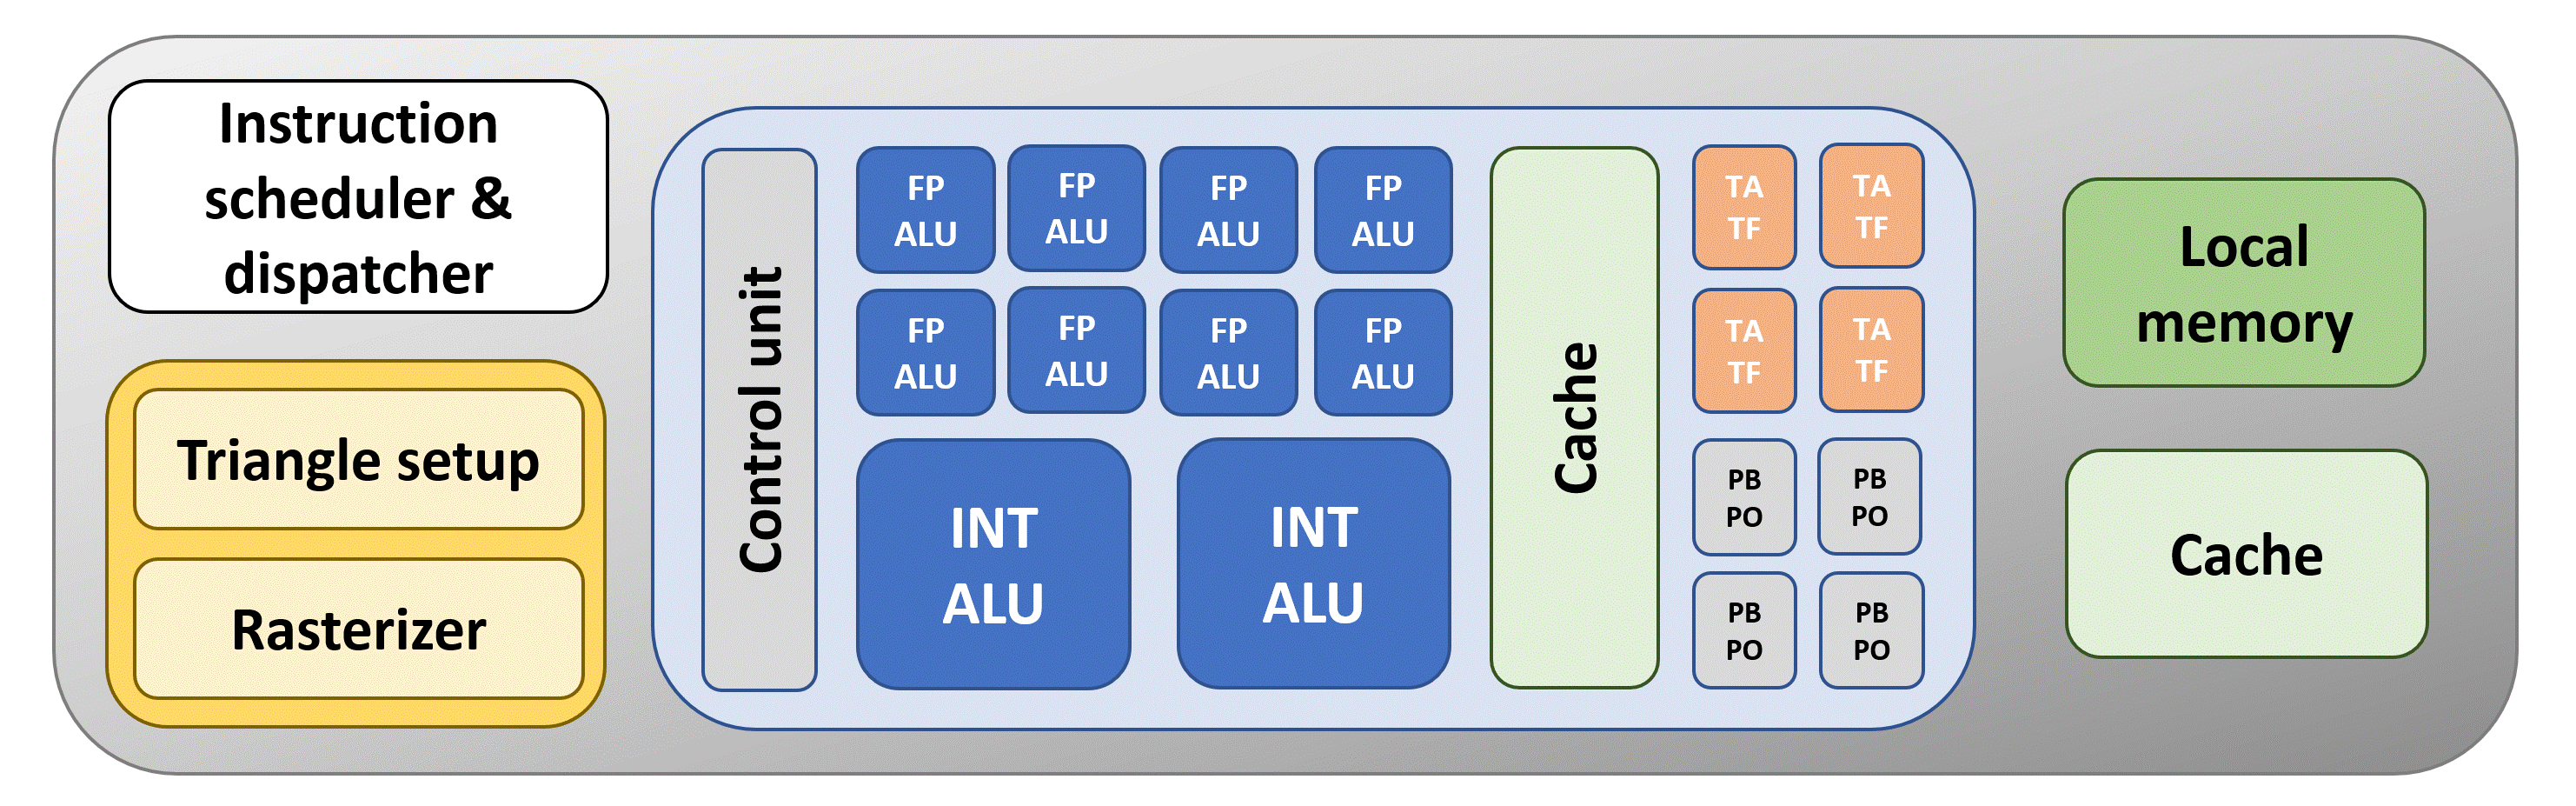 Instruction
scheduler &
dispatcher
Triangle setup
Rasterizer
Control unit
FP
ALU
FP
ALU
FP
ALU
FP
ALU
FP
ALU
FP
ALU
FP
ALU
FP
ALU
INT
ALU
INT
ALU
Cache
TA
TF
TA
TF
TA
TF
TA
TF
PB
PO
PB
PO
PB
PO
PB
PO
Local
memory
Cache